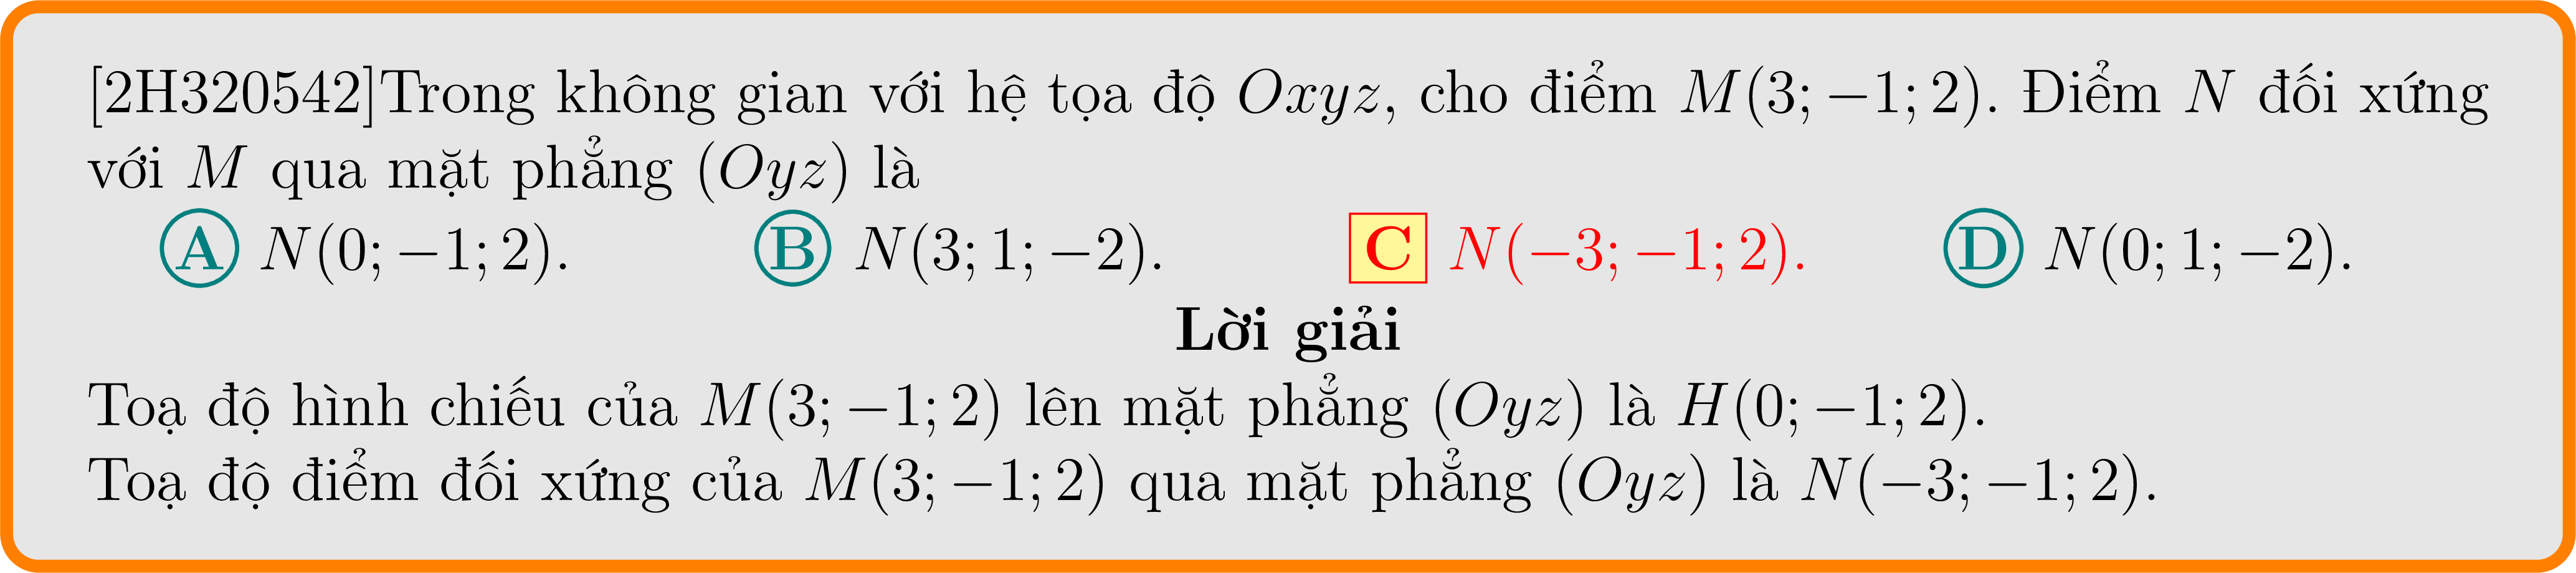 [2H320542]Trong không gian với hệ tọa độ Oxyz, cho điểm M(3; −1; 2). Điểm N đối xứng
với M qua mặt phẳng (Oyz) là
A N(0; −1; 2). B N(3; 1; −2). C N(−3; −1; 2). D N(0; 1; −2).
Lời giải
Toạ độ hình chiếu của M(3; −1; 2) lên mặt phẳng (Oyz) là H(0; −1; 2).
Toạ độ điểm đối xứng của M(3; −1; 2) qua mặt phẳng (Oyz) là N(−3; −1; 2).